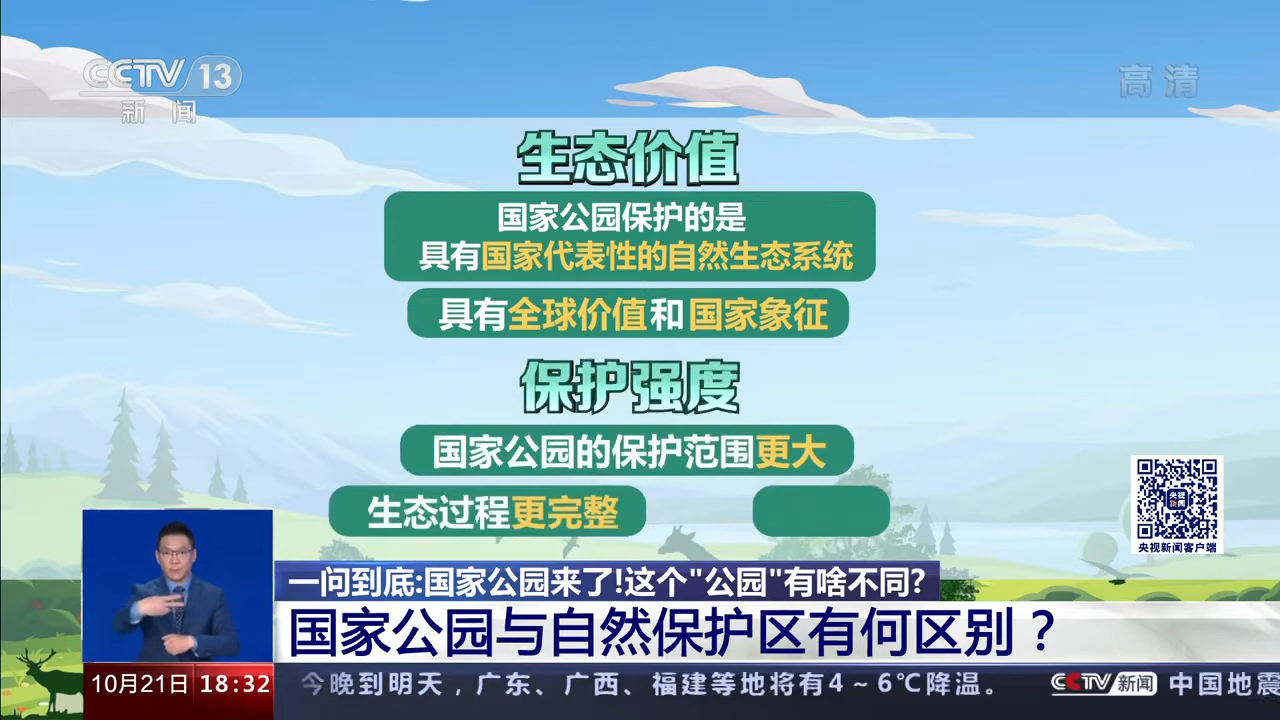 CCTV 13
新闻
高清
生态价值
国家公园保护的是
具有国家代表性的自然生态系统
具有全球价值和国家象征
保护强度
国家公园的保护范围更大
生态过程更完整
央视新闻
央视新闻客户端
一问到底:国家公园来了!这个"公园"有啥不同?
国家公园与自然保护区有何区别？
10月21日 18:32
今晚到明天，广东、广西、福建等地将有4～6℃降温。 CCTV新闻 中国地震